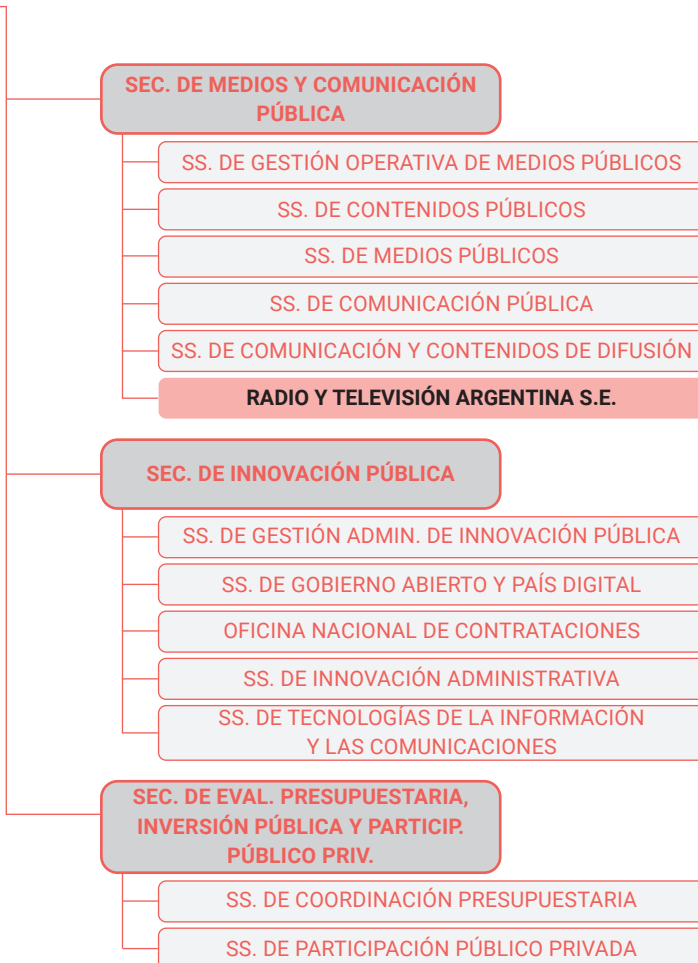 SEC. DE MEDIOS Y COMUNICACIÓN
PÚBLICA
SS. DE GESTIÓN OPERATIVA DE MEDIOS PÚBLICOS
SS. DE CONTENIDOS PÚBLICOS
SS. DE MEDIOS PÚBLICOS
SS. DE COMUNICACIÓN PÚBLICA
SS. DE COMUNICACIÓN Y CONTENIDOS DE DIFUSIÓN
RADIO Y TELEVISIÓN ARGENTINA S.E.
SEC. DE INNOVACIÓN PÚBLICA
SS. DE GESTIÓN ADMIN. DE INNOVACIÓN PÚBLICA
SS. DE GOBIERNO ABIERTO Y PAÍS DIGITAL
OFICINA NACIONAL DE CONTRATACIONES
SS. DE INNOVACIÓN ADMINISTRATIVA
SS. DE TECNOLOGÍAS DE LA INFORMACIÓN
Y LAS COMUNICACIONES
SEC. DE EVAL. PRESUPUESTARIA,
INVERSIÓN PÚBLICA Y PARTICIP.
PÚBLICO PRIV.
SS. DE COORDINACIÓN PRESUPUESTARIA
SS. DE PARTICIPACIÓN PÚBLICO PRIVADA